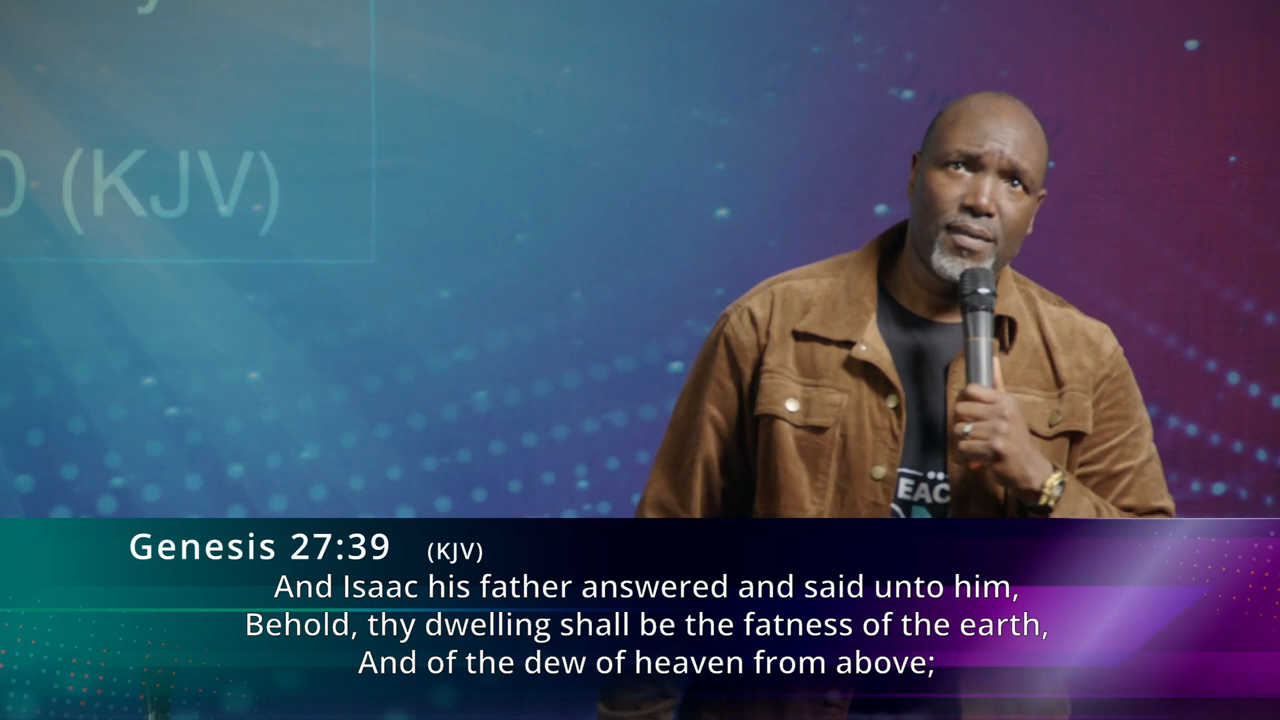 0 (KJV)
EAC
Genesis 27:39 (KJV)
And Isaac his father answered and said unto him,
Behold, thy dwelling shall be the fatness of the earth,
And of the dew of heaven from above;